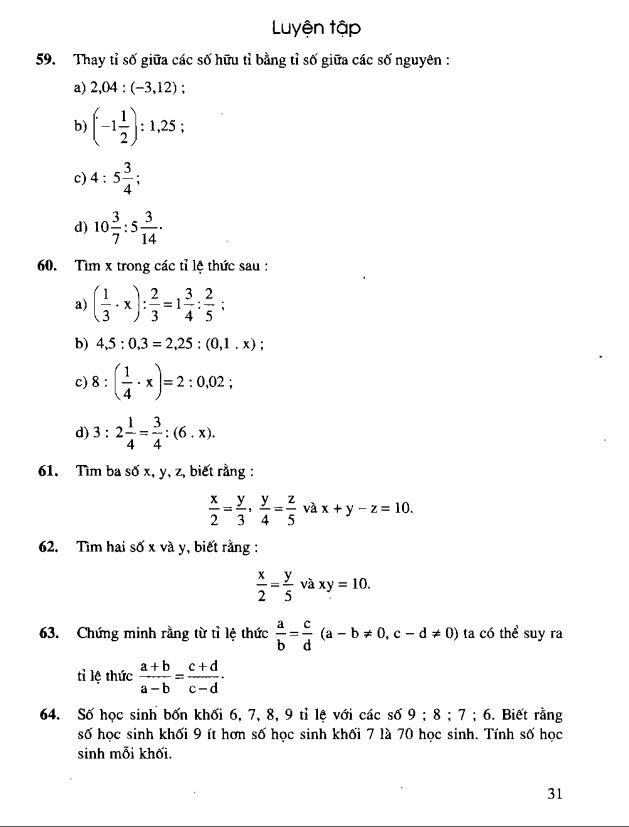 Luyện tập
59. Thay tỉ số giữa các số hữu tỉ bằng tỉ số giữa các số nguyên :
a) 2,04 : (−3,12) ;
b) (−1 1/2) : 1,25 ;
c) 4 : 5 3/4 ;
d) 10 3/7 : 5 3/14 .
60. Tìm x trong các tỉ lệ thức sau :
a) (1/3 . x) : 2/3 = 1 3/4 : 2/5 ;
b) 4,5 : 0,3 = 2,25 : (0,1 . x) ;
c) 8 : (1/4 . x) = 2 : 0,02 ;
d) 3 : 2 1/4 = 3/4 : (6 . x).
61. Tìm ba số x, y, z, biết rằng :
x/2 = y/3, y/4 = z/5 và x + y − z = 10.
62. Tìm hai số x và y, biết rằng :
x/2 = y/5 và xy = 10.
63. Chứng minh rằng từ tỉ lệ thức a/b = c/d (a − b ≠ 0, c − d ≠ 0) ta có thể suy ra
tỉ lệ thức (a+b)/(a−b) = (c+d)/(c−d) .
64. Số học sinh bốn khối 6, 7, 8, 9 tỉ lệ với các số 9 ; 8 ; 7 ; 6. Biết rằng
số học sinh khối 9 ít hơn số học sinh khối 7 là 70 học sinh. Tính số học
sinh mỗi khối.
31